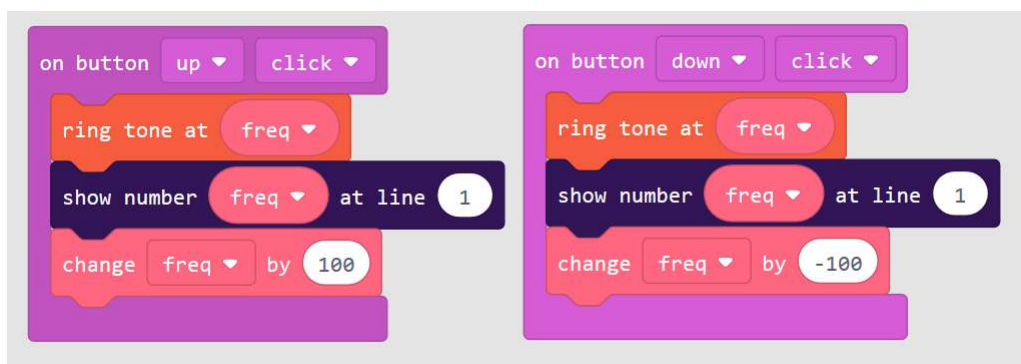 on button up click
ring tone at freq
show number freq at line 1
change freq by 100
on button down click
ring tone at freq
show number freq at line 1
change freq by -100